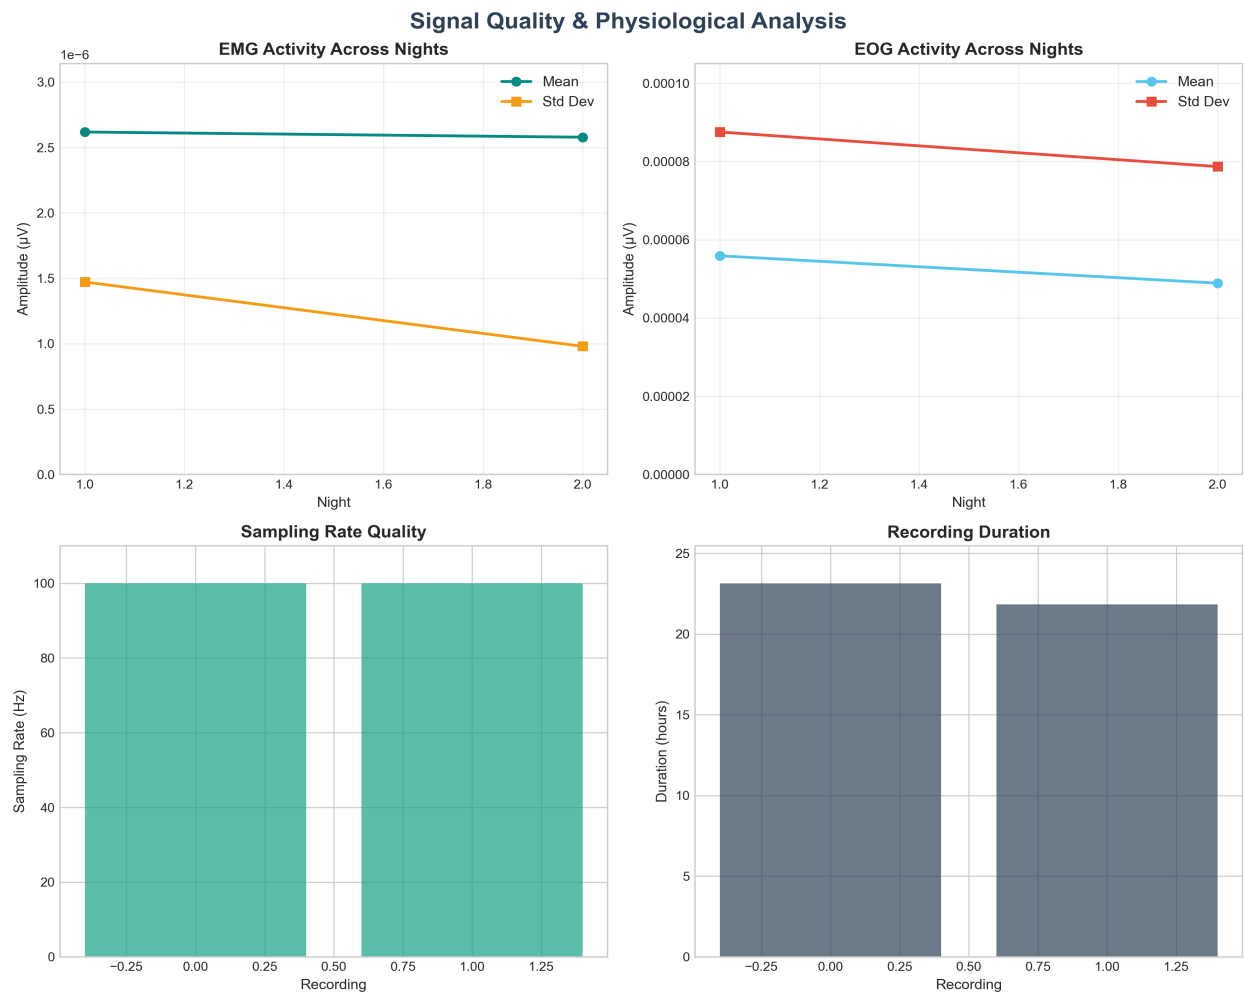 Signal Quality & Physiological Analysis
EMG Activity Across Nights
1e−6
3.0
2.5
2.0
1.5
1.0
0.5
0.0
Amplitude (μV)
Mean
Std Dev
1.0 1.2 1.4 1.6 1.8 2.0
Night
EOG Activity Across Nights
0.00010
0.00008
0.00006
0.00004
0.00002
0.00000
Amplitude (μV)
Mean
Std Dev
1.0 1.2 1.4 1.6 1.8 2.0
Night
Sampling Rate Quality
100
80
60
40
20
0
Sampling Rate (Hz)
−0.25 0.00 0.25 0.50 0.75 1.00 1.25
Recording
Recording Duration
25
20
15
10
5
0
Duration (hours)
−0.25 0.00 0.25 0.50 0.75 1.00 1.25
Recording